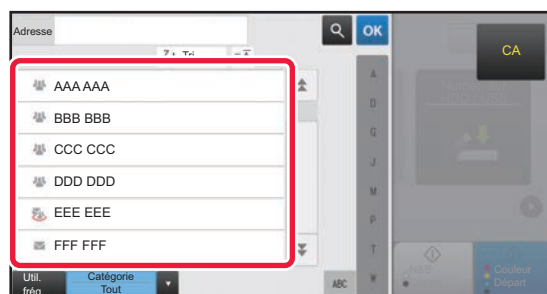 Adresse
OK
CA
Tri
A
AAA AAA
BBB BBB
D
CCC CCC
G
DDD DDD
J
EEE EEE
M
FFF FFF
P
T
Util.
fréq.
Catégorie
Tout
ABC
N&B
Couleur
Départ